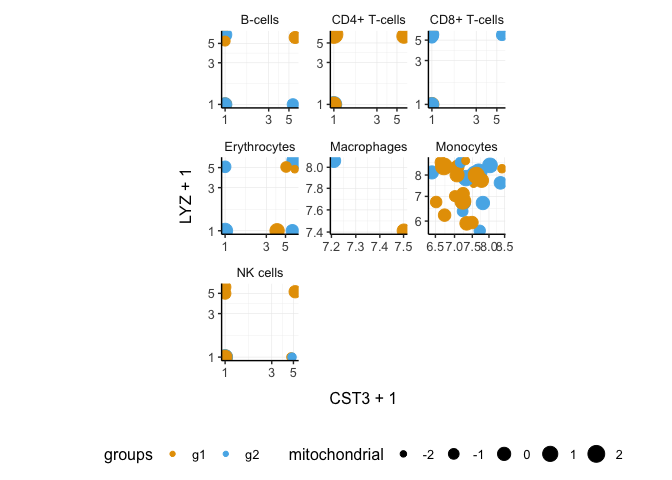 B-cells CD4+ T-cells CD8+ T-cells
5 5 5
3 3 3
1 1 1
1 3 5 1 3 5 1 3 5
Erythrocytes Macrophages Monocytes
5 8.0 8
3 7.8 7
7.6 6
1 7.4
1 3 5 7.2 7.3 7.4 7.5 6.5 7.0 7.5 8.0 8.5
LYZ + 1
NK cells
5
3
1
1 3 5
CST3 + 1
groups g1 g2 mitochondrial -2 -1 0 1 2